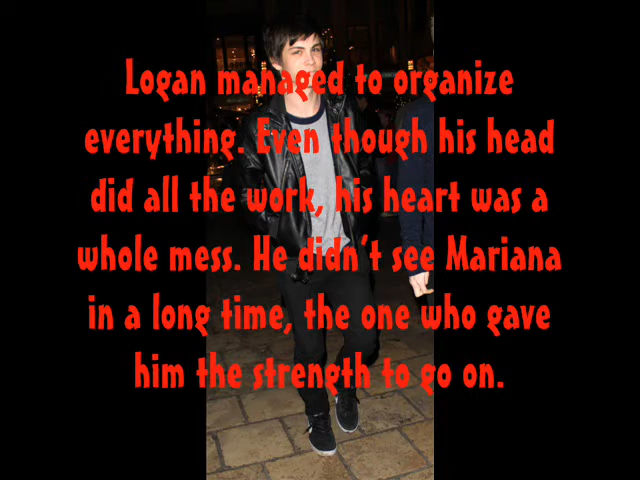 Logan managed to organize
everything. Even though his head
did all the work, his heart was a
whole mess. He didn't see Mariana
in a long time, the one who gave
him the strength to go on.